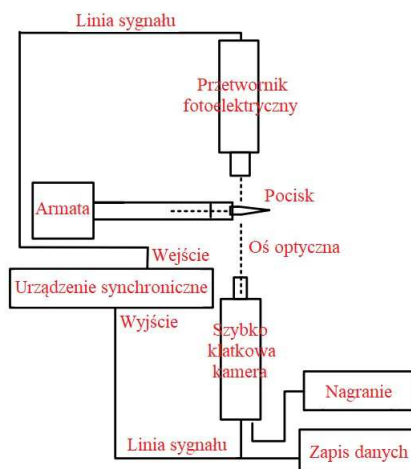 Linia sygnału
Przetwornik
fotoelektryczny
Pocisk
Armata
Oś optyczna
Wejście
Urządzenie synchroniczne
Wyjście
Szybko
klatkowa
kamera
Nagranie
Linia sygnału
Zapis danych